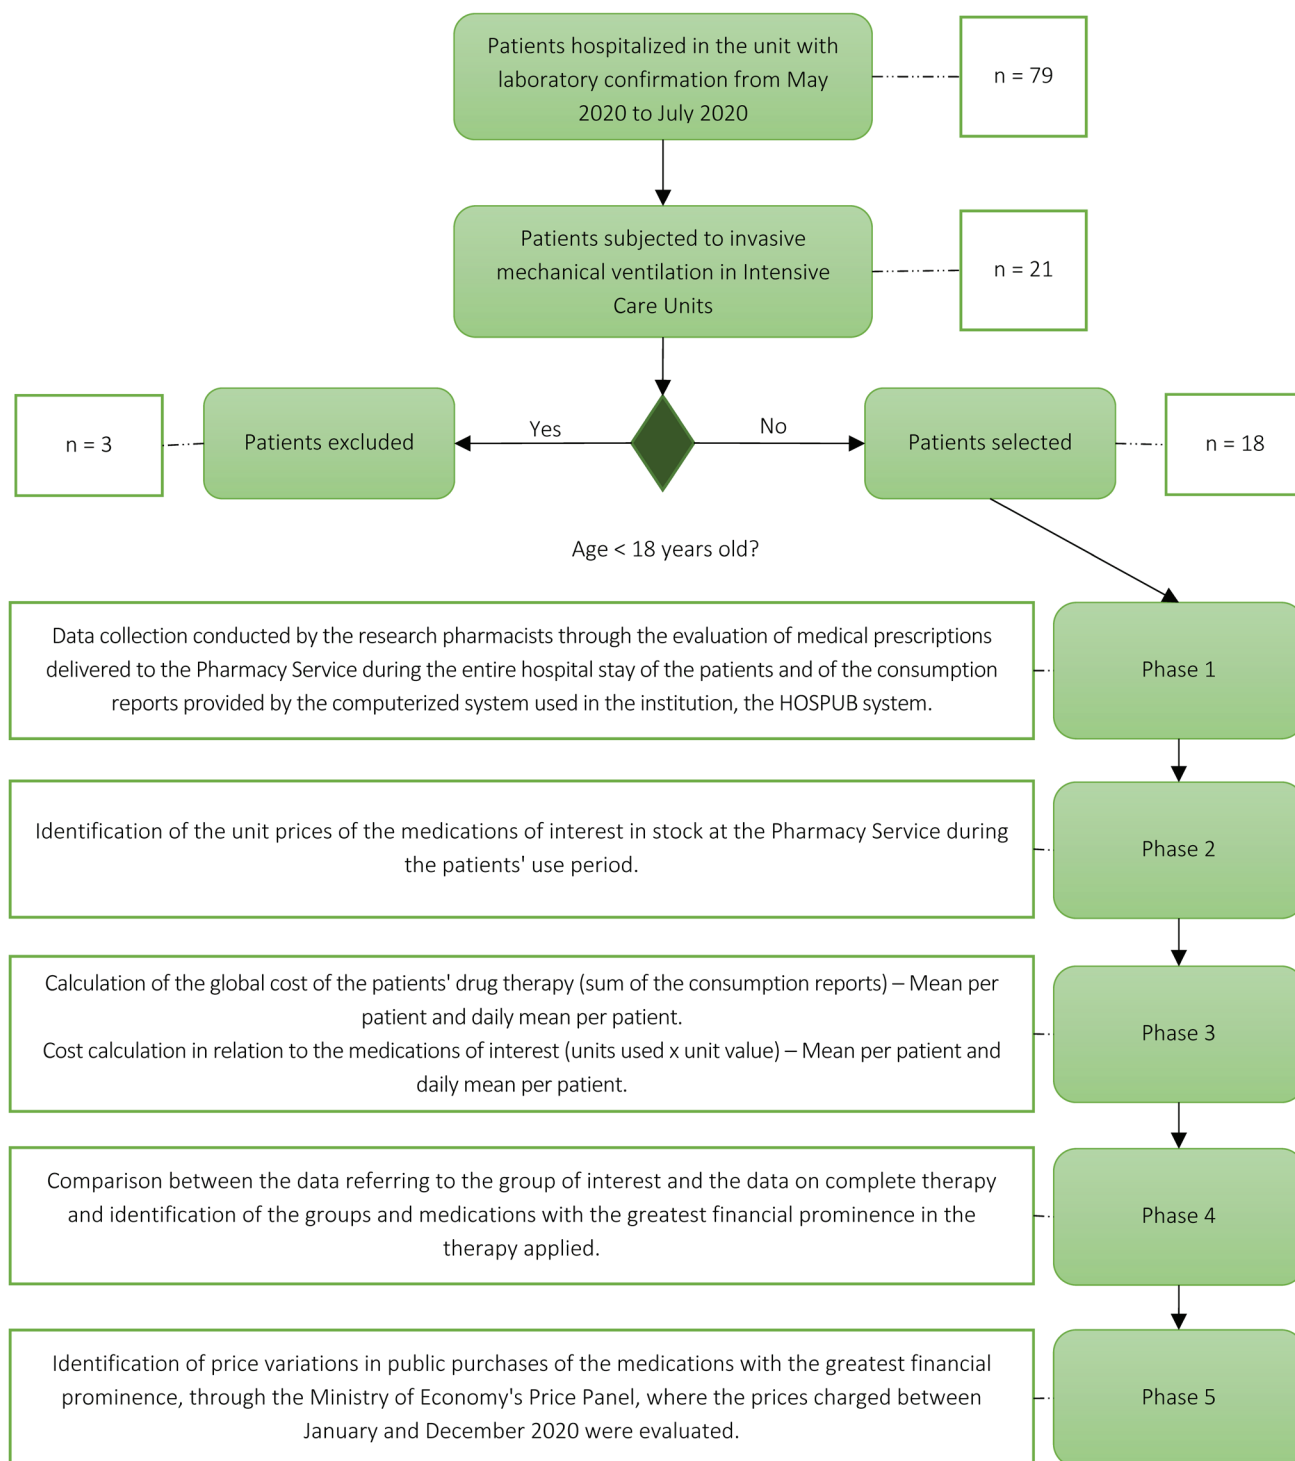 Patients hospitalized in the unit with
laboratory confirmation from May
2020 to July 2020
n = 79
Patients subjected to invasive
mechanical ventilation in Intensive
Care Units
n = 21
n = 3
Patients excluded
Yes
No
Patients selected
n = 18
Age < 18 years old?
Data collection conducted by the research pharmacists through the evaluation of medical prescriptions
delivered to the Pharmacy Service during the entire hospital stay of the patients and of the consumption
reports provided by the computerized system used in the institution, the HOSPUB system.
Phase 1
Identification of the unit prices of the medications of interest in stock at the Pharmacy Service during
the patients' use period.
Phase 2
Calculation of the global cost of the patients' drug therapy (sum of the consumption reports) – Mean per
patient and daily mean per patient.
Cost calculation in relation to the medications of interest (units used x unit value) – Mean per patient and
daily mean per patient.
Phase 3
Comparison between the data referring to the group of interest and the data on complete therapy
and identification of the groups and medications with the greatest financial prominence in the
therapy applied.
Phase 4
Identification of price variations in public purchases of the medications with the greatest financial
prominence, through the Ministry of Economy's Price Panel, where the prices charged between
January and December 2020 were evaluated.
Phase 5